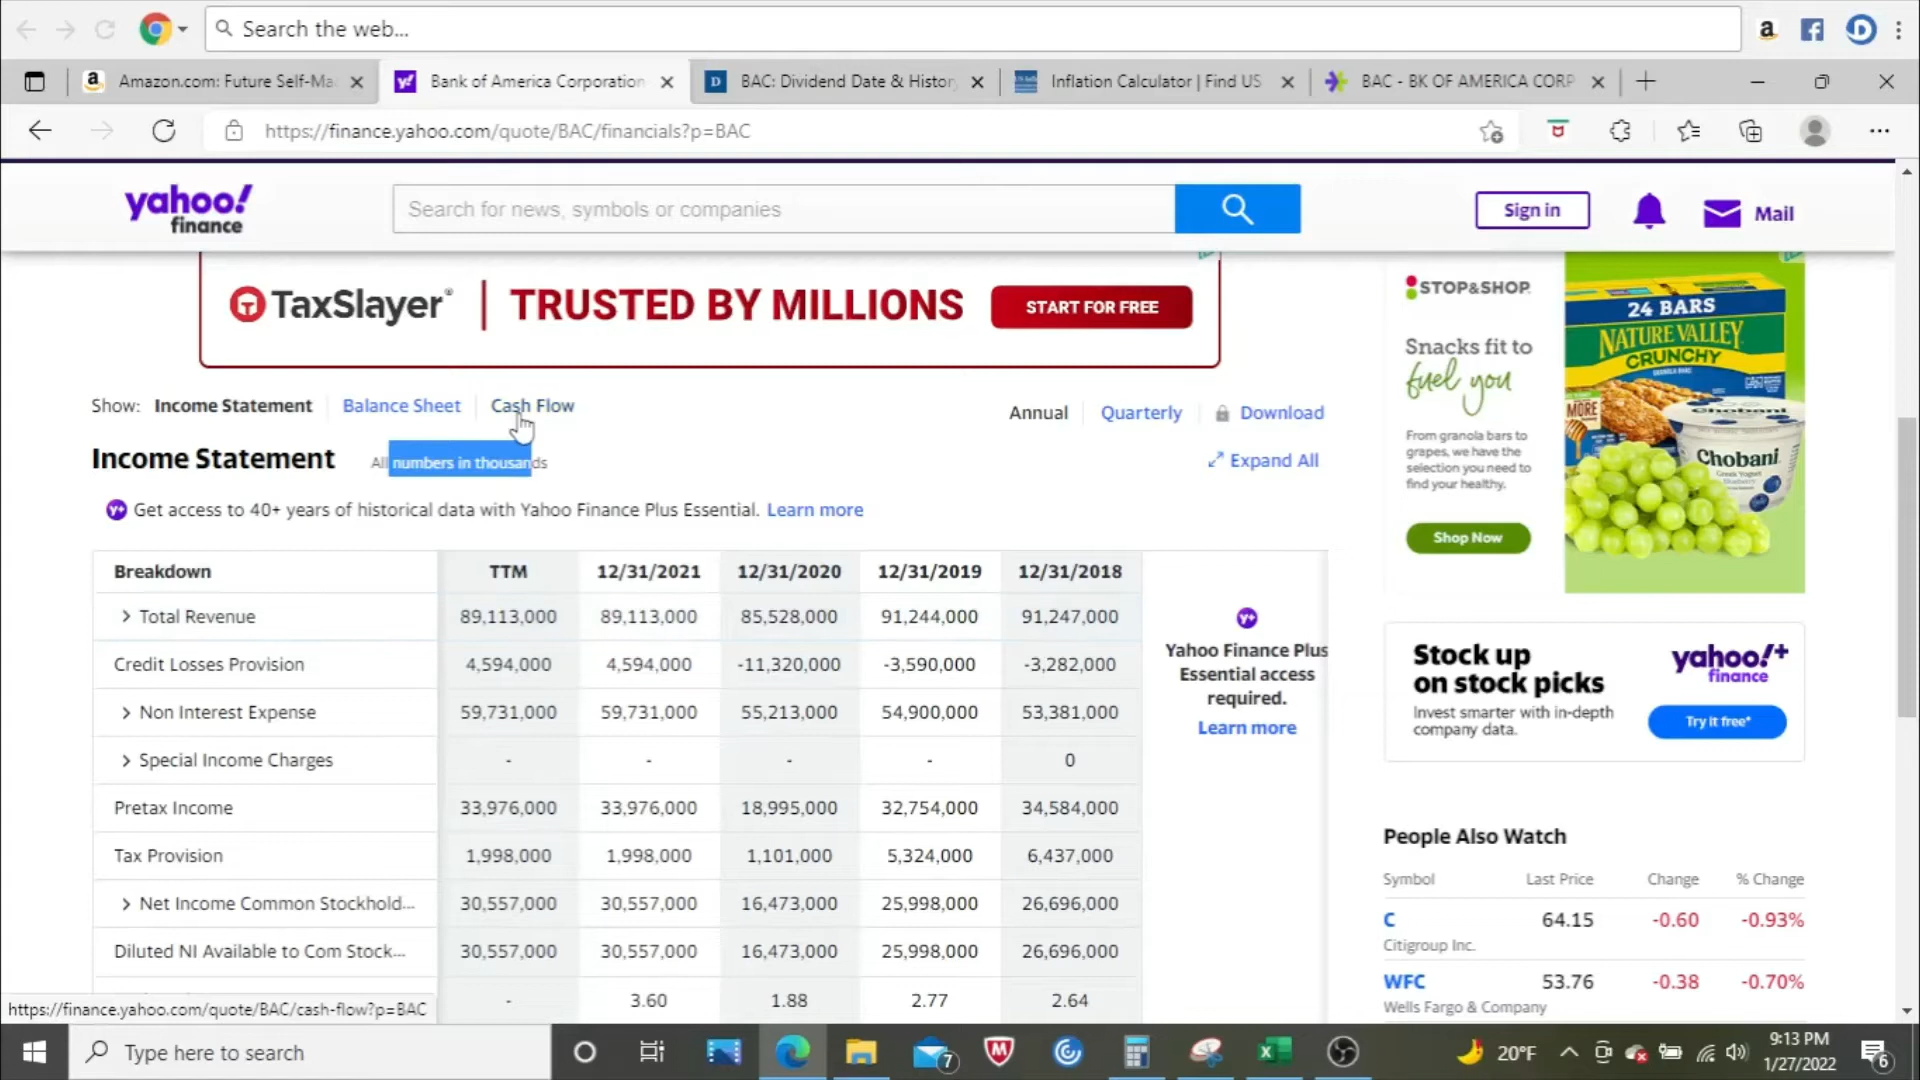 Search the web...
a
Amazon.com: Future Self-Ma
Bank of America Corporation
D
BAC: Dividend Date & History
Inflation Calculator | Find US
BAC - BK OF AMERICA CORP
https://finance.yahoo.com/quote/BAC/financials?p=BAC
yahoo!
finance
Search for news, symbols or companies
Sign in
Mail
TaxSlayer®
TRUSTED BY MILLIONS
START FOR FREE
STOP&SHOP.
Snacks fit to
fuel you
From granola bars to
grapes, we have the
selection you need to
find your healthy.
Shop Now
24 BARS
NATURE VALLEY
CRUNCHY
MORE
Chobani
Chobani
Show: Income Statement Balance Sheet Cash Flow
Annual Quarterly Download
Income Statement All numbers in thousands
Expand All
Y+ Get access to 40+ years of historical data with Yahoo Finance Plus Essential. Learn more
Breakdown TTM 12/31/2021 12/31/2020 12/31/2019 12/31/2018
Total Revenue 89,113,000 89,113,000 85,528,000 91,244,000 91,247,000
Credit Losses Provision 4,594,000 4,594,000 -11,320,000 -3,590,000 -3,282,000
Non Interest Expense 59,731,000 59,731,000 55,213,000 54,900,000 53,381,000
Special Income Charges - - - - 0
Pretax Income 33,976,000 33,976,000 18,995,000 32,754,000 34,584,000
Tax Provision 1,998,000 1,998,000 1,101,000 5,324,000 6,437,000
Net Income Common Stockhold... 30,557,000 30,557,000 16,473,000 25,998,000 26,696,000
Diluted NI Available to Com Stock... 30,557,000 30,557,000 16,473,000 25,998,000 26,696,000
- 3.60 1.88 2.77 2.64
Y+
Yahoo Finance Plus
Essential access
required.
Learn more
Stock up
on stock picks
Invest smarter with in-depth
company data.
yahoo!+
finance
Try it free*
People Also Watch
Symbol Last Price Change % Change
C 64.15 -0.60 -0.93%
Citigroup Inc.
WFC 53.76 -0.38 -0.70%
Wells Fargo & Company
https://finance.yahoo.com/quote/BAC/cash-flow?p=BAC
Type here to search
7
20°F
9:13 PM
1/27/2022
6